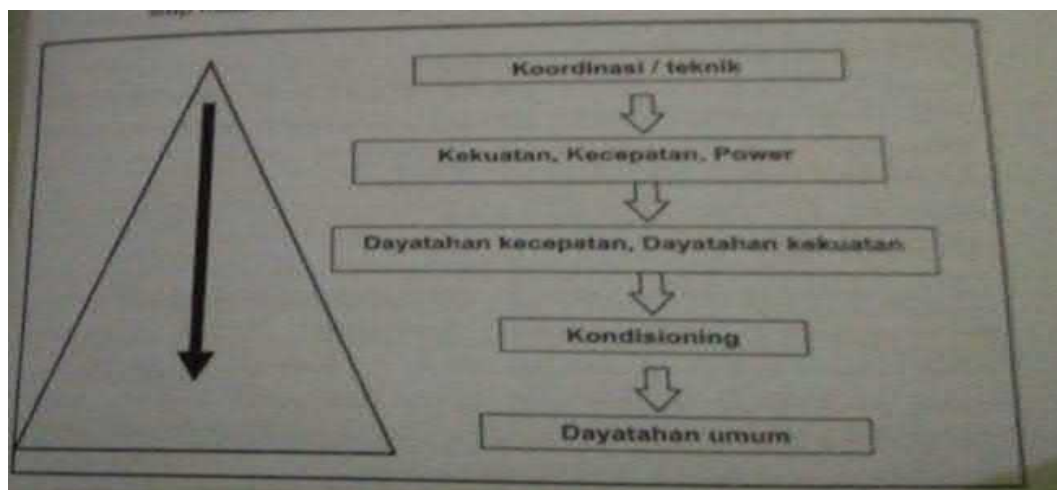 Koordinasi / teknik
Kekuatan, Kecepatan, Power
Dayatahan kecepatan, Dayatahan kekuatan
Kondisioning
Dayatahan umum